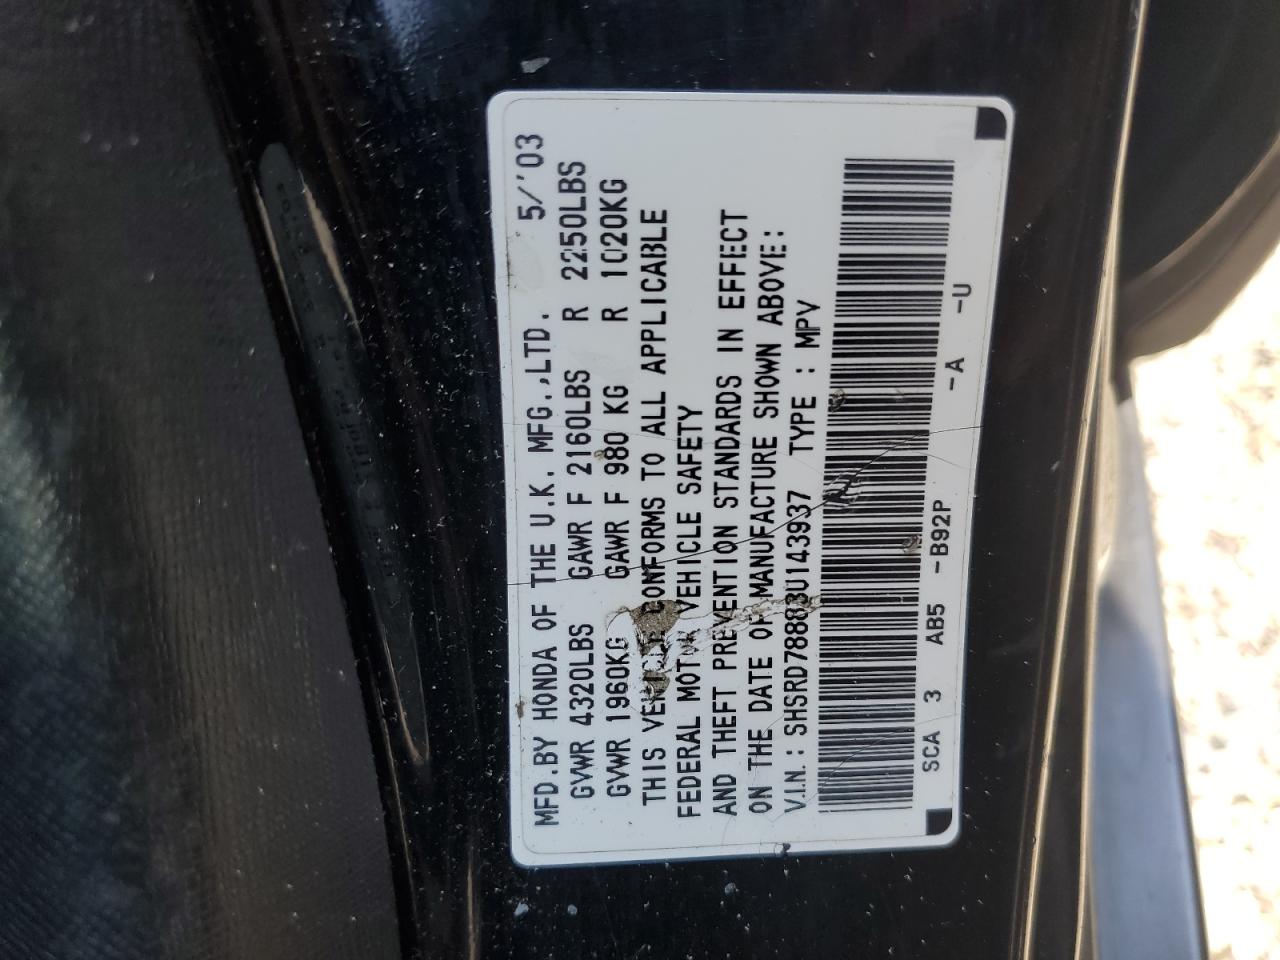 MFD.BY HONDA OF THE U.K. MFG.,LTD. 5/'03
GVWR 4320LBS GAWR F 2160LBS R 2250LBS
GVWR 1960KG GAWR F 980 KG R 1020KG
THIS VEHICLE CONFORMS TO ALL APPLICABLE
FEDERAL MOTOR VEHICLE SAFETY
AND THEFT PREVENTION STANDARDS IN EFFECT
ON THE DATE OF MANUFACTURE SHOWN ABOVE:
V.I.N.: SHSRD78883U143937 TYPE : MPV
SCA 3 AB5 -B92P -A -U